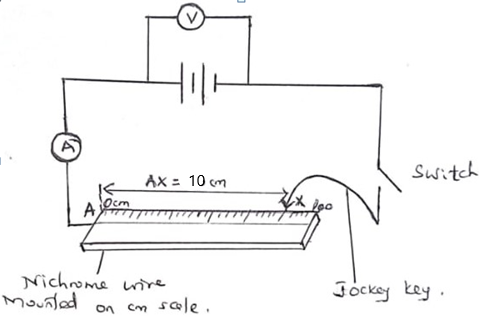 V
A
Switch
AX = 10 cm
A
0cm
X
100
Nichrome wire
Mounted on cm scale.
Jockey key.